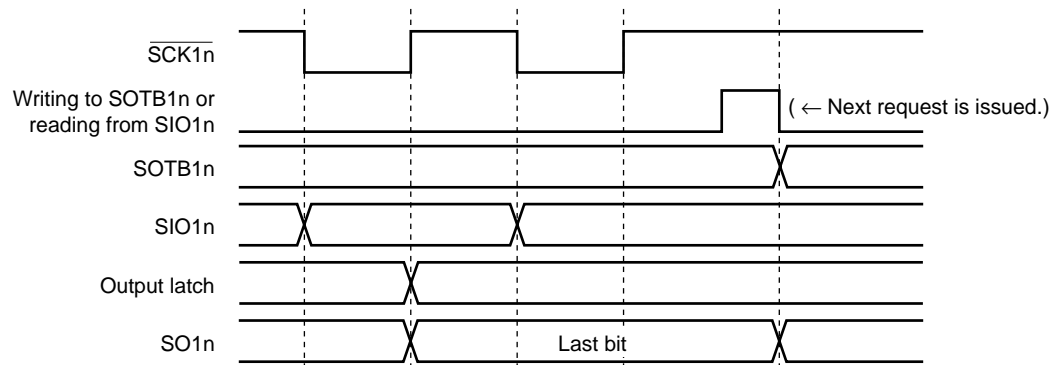 SCK1n
Writing to SOTB1n or
reading from SIO1n
( ← Next request is issued.)
SOTB1n
SIO1n
Output latch
SO1n
Last bit